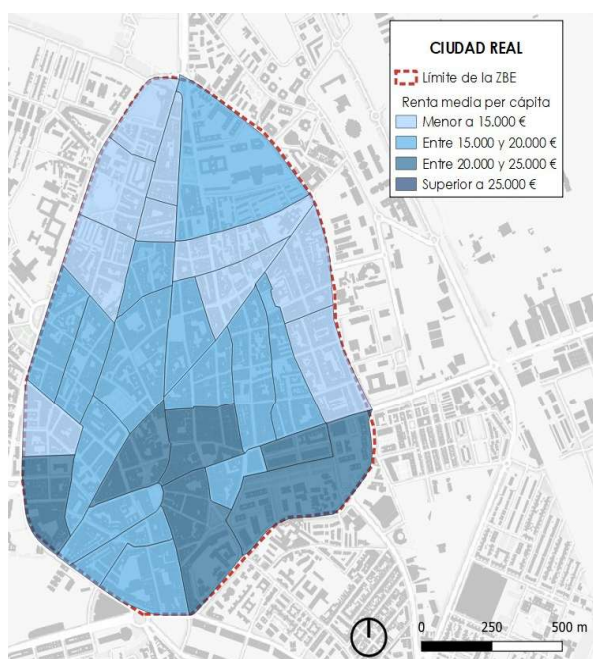 CIUDAD REAL
Límite de la ZBE
Renta media per cápita
Menor a 15.000 €
Entre 15.000 y 20.000 €
Entre 20.000 y 25.000 €
Superior a 25.000 €
0 250 500 m